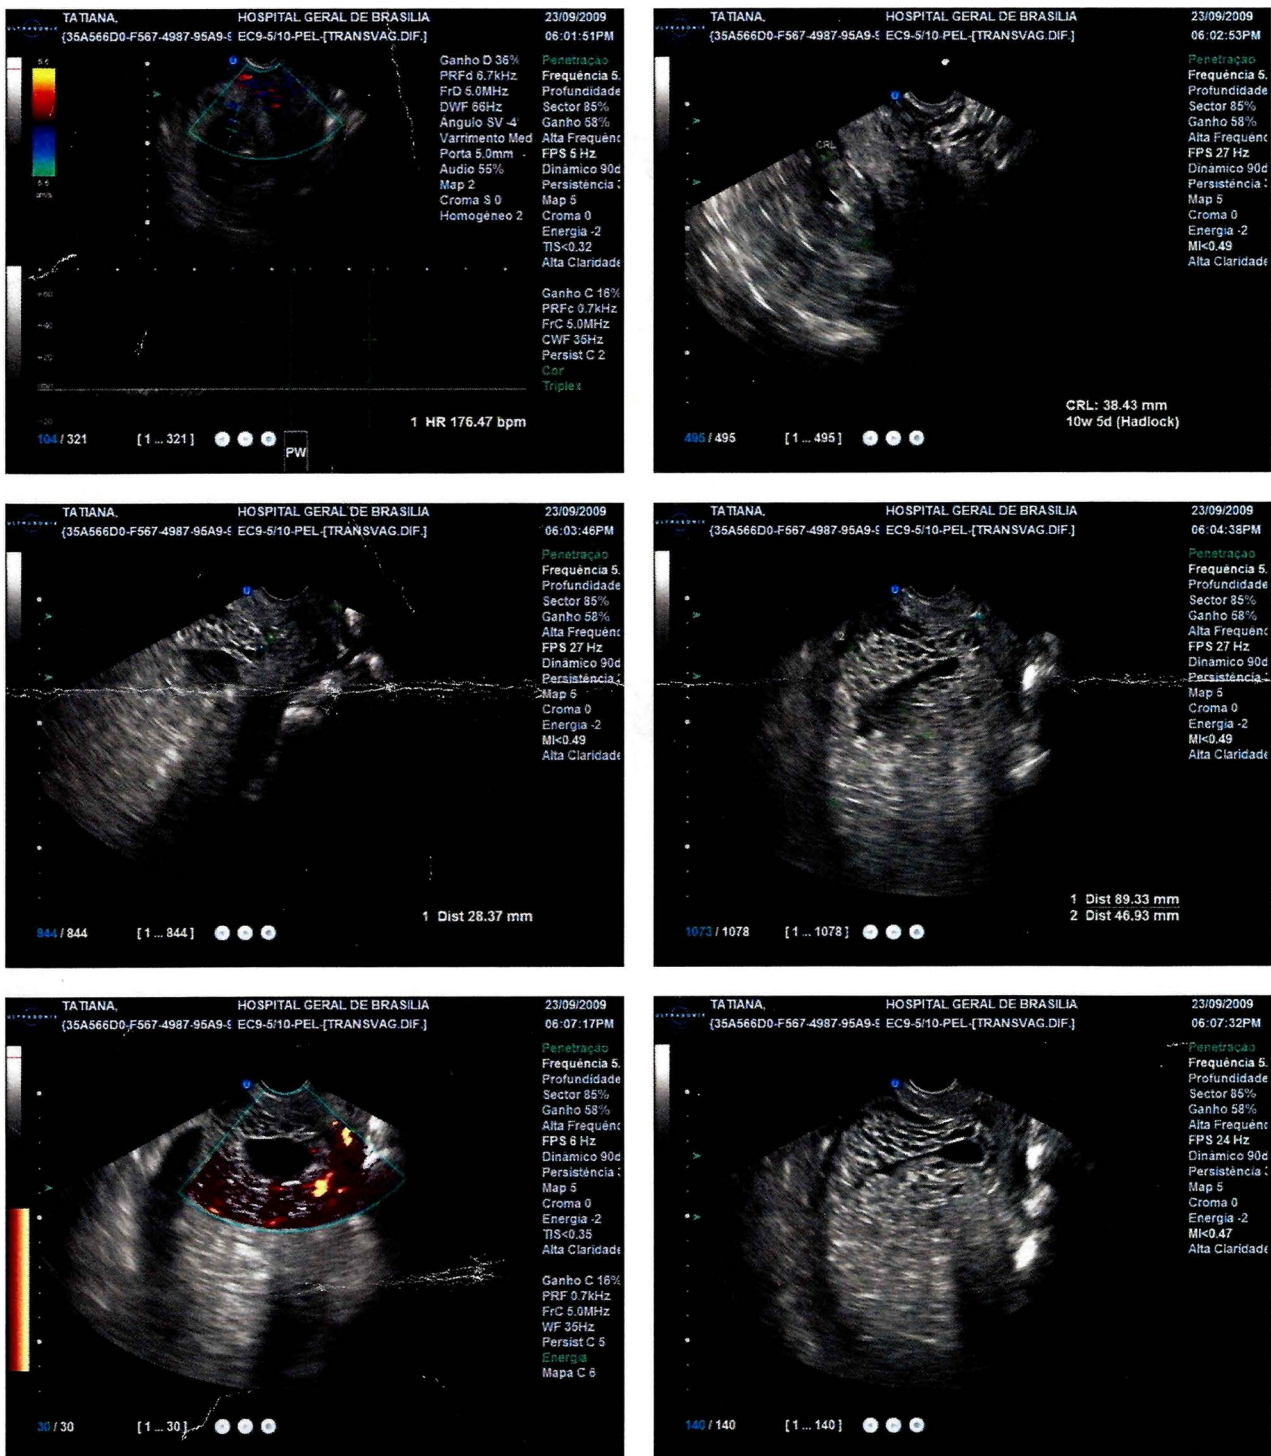 TATIANA, HOSPITAL GERAL DE BRASILIA 23/09/2009
{35A566D0-F567-4987-95A9-9 EC9-5/10-PEL-[TRANSVAG.DIF.] 06:01:51PM
Ganho D 36% Penetração
PRFd 6.7kHz Frequência 5.
FrD 5.0MHz Profundidade
DWF 66Hz Sector 85%
Ângulo SV -4 Ganho 58%
Varrimento Med Alta Frequênc
Porta 5.0mm FPS 5 Hz
Audio 55% Dinâmico 90d
Map 2 Persistência
Croma S 0 Map 5
Homogéneo 2 Croma 0
Energia -2
TIS<0.32
Alta Claridade
Ganho C 16%
PRFc 0.7kHz
FrC 5.0MHz
CWF 35Hz
Persist C 2
Cor
Triplex
1 HR 176.47 bpm
104 / 321 [ 1 ... 321 ]
PW
TATIANA, HOSPITAL GERAL DE BRASILIA 23/09/2009
{35A566D0-F567-4987-95A9-9 EC9-5/10-PEL-[TRANSVAG.DIF.] 06:02:53PM
Penetração
Frequência 5.
Profundidade
Sector 85%
Ganho 58%
Alta Frequênc
FPS 27 Hz
Dinâmico 90d
Persistência
Map 5
Croma 0
Energia -2
MI<0.49
Alta Claridade
CRL
CRL: 38.43 mm
10w 5d (Hadlock)
495 / 495 [ 1 ... 495 ]
TATIANA, HOSPITAL GERAL DE BRASILIA 23/09/2009
{35A566D0-F567-4987-95A9-9 EC9-5/10-PEL-[TRANSVAG.DIF.] 06:03:46PM
Penetração
Frequência 5.
Profundidade
Sector 85%
Ganho 58%
Alta Frequênc
FPS 27 Hz
Dinâmico 90d
Persistência
Map 5
Croma 0
Energia -2
MI<0.49
Alta Claridade
1 Dist 28.37 mm
844 / 844 [ 1 ... 844 ]
TATIANA, HOSPITAL GERAL DE BRASILIA 23/09/2009
{35A566D0-F567-4987-95A9-9 EC9-5/10-PEL-[TRANSVAG.DIF.] 06:04:38PM
Penetração
Frequência 5.
Profundidade
Sector 85%
Ganho 58%
Alta Frequênc
FPS 27 Hz
Dinâmico 90d
Persistência
Map 5
Croma 0
Energia -2
MI<0.49
Alta Claridade
1 Dist 89.33 mm
2 Dist 46.93 mm
1073 / 1078 [ 1 ... 1078 ]
TATIANA, HOSPITAL GERAL DE BRASILIA 23/09/2009
{35A566D0-F567-4987-95A9-9 EC9-5/10-PEL-[TRANSVAG.DIF.] 06:07:17PM
Penetração
Frequência 5.
Profundidade
Sector 85%
Ganho 58%
Alta Frequênc
FPS 6 Hz
Dinâmico 90d
Persistência
Map 5
Croma 0
Energia -2
TIS<0.35
Alta Claridade
Ganho C 16%
PRF 0.7kHz
FrC 5.0MHz
WF 35Hz
Persist C 5
Energia
Mapa C 6
30 / 30 [ 1 ... 30 ]
TATIANA, HOSPITAL GERAL DE BRASILIA 23/09/2009
{35A566D0-F567-4987-95A9-9 EC9-5/10-PEL-[TRANSVAG.DIF.] 06:07:32PM
Penetração
Frequência 5.
Profundidade
Sector 85%
Ganho 58%
Alta Frequênc
FPS 24 Hz
Dinâmico 90d
Persistência
Map 5
Croma 0
Energia -2
MI<0.47
Alta Claridade
140 / 140 [ 1 ... 140 ]